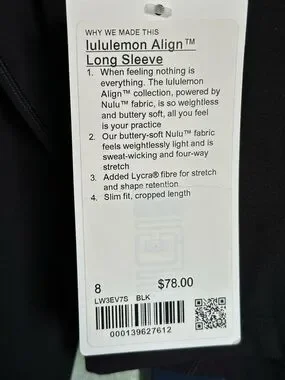 WHY WE MADE THIS
lululemon Align™
Long Sleeve
1. When feeling nothing is
everything. The lululemon
Align™ collection, powered by
Nulu™ fabric, is so weightless
and buttery soft, all you feel
is your practice
2. Our buttery-soft Nulu™ fabric
feels weightlessly light and is
sweat-wicking and four-way
stretch
3. Added Lycra® fibre for stretch
and shape retention
4. Slim fit, cropped length
8 $78.00
LW3EV7S BLK
000139627612